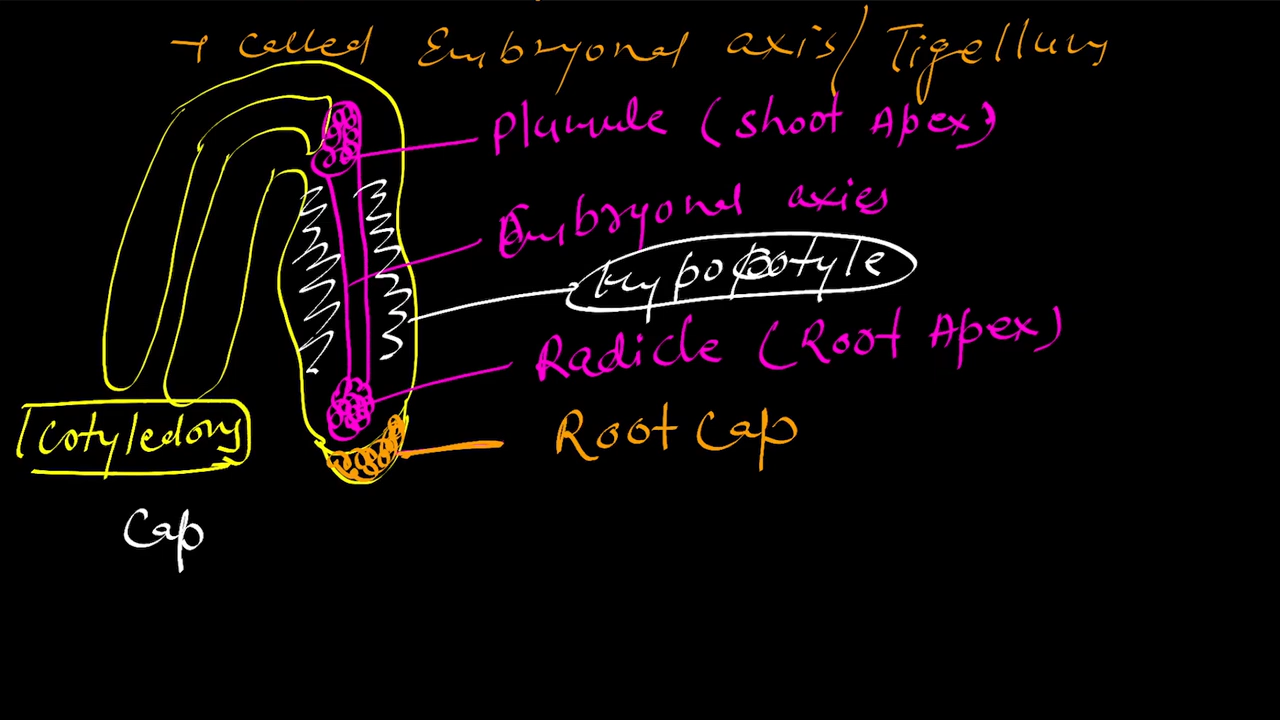 → called Embryonal axis/Tigellum
Plumule (Shoot Apex)
Embryonal axies
Hypocotyle
Radicle (Root Apex)
Cotyledons
Root Cap
Cap